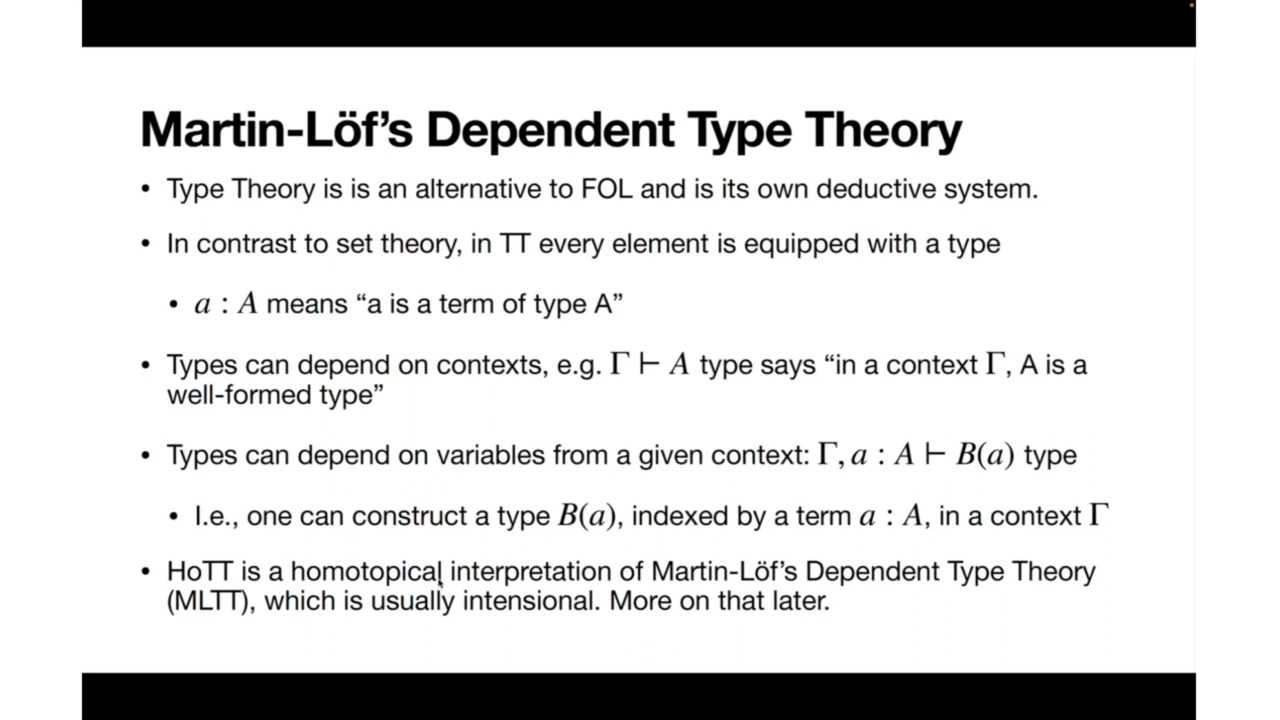 Martin-Löf’s Dependent Type Theory
• Type Theory is is an alternative to FOL and is its own deductive system.
• In contrast to set theory, in TT every element is equipped with a type
• a : A means “a is a term of type A”
• Types can depend on contexts, e.g. Γ ⊢ A type says “in a context Γ, A is a
well-formed type”
• Types can depend on variables from a given context: Γ, a : A ⊢ B(a) type
• I.e., one can construct a type B(a), indexed by a term a : A, in a context Γ
• HoTT is a homotopical interpretation of Martin-Löf’s Dependent Type Theory
(MLTT), which is usually intensional. More on that later.